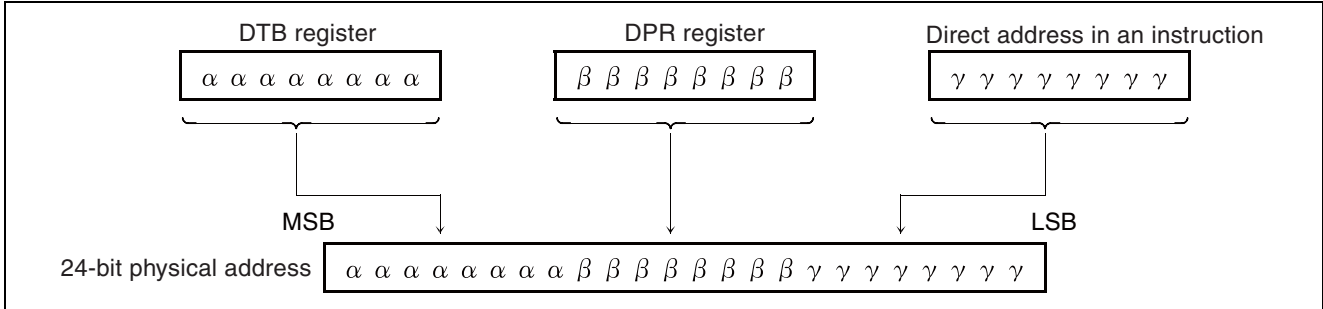 DTB register DPR register Direct address in an instruction
α α α α α α α α β β β β β β β β γ γ γ γ γ γ γ γ
MSB LSB
24-bit physical address α α α α α α α α β β β β β β β β γ γ γ γ γ γ γ γ